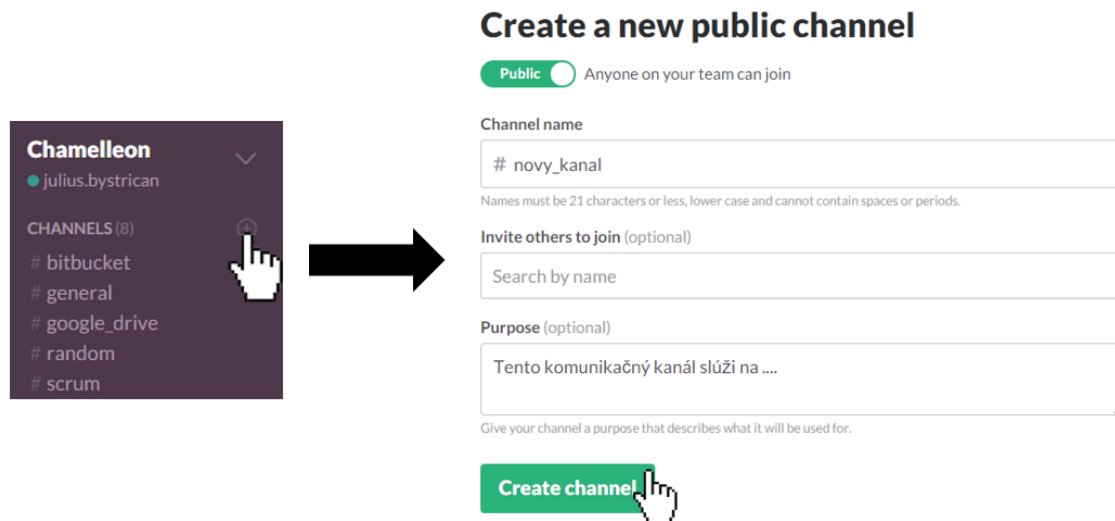 Chamelleon
julius.bystrican
CHANNELS (8)
# bitbucket
# general
# google_drive
# random
# scrum
Create a new public channel
Public Anyone on your team can join
Channel name
# novy_kanal
Names must be 21 characters or less, lower case and cannot contain spaces or periods.
Invite others to join (optional)
Search by name
Purpose (optional)
Tento komunikačný kanál slúži na ....
Give your channel a purpose that describes what it will be used for.
Create channel